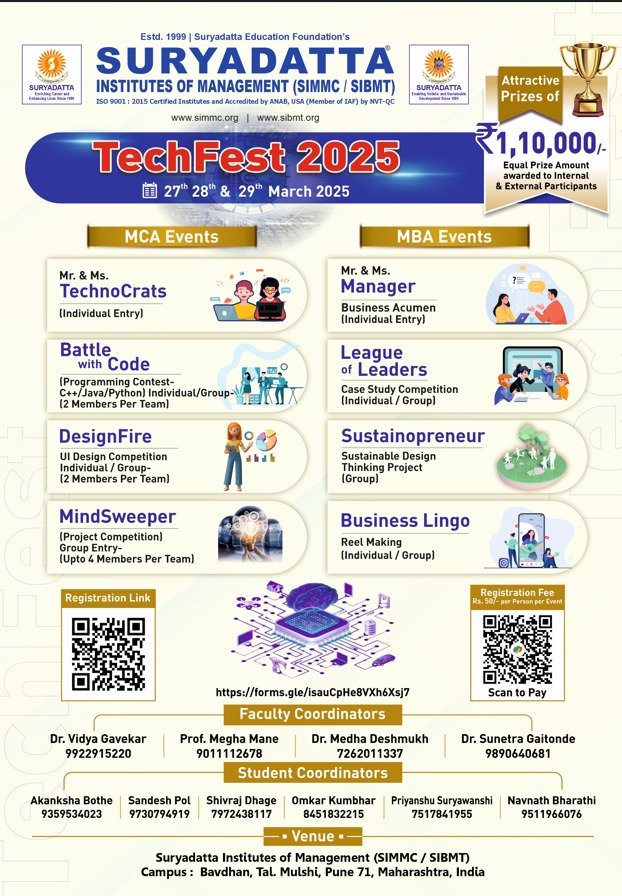 Estd. 1999 | Suryadatta Education Foundation's
SURYADATTA®
INSTITUTES OF MANAGEMENT (SIMMC / SIBMT)
ISO 9001 : 2015 Certified Institutes and Accredited by ANAB, USA (Member of IAF) by NVT-QC
www.simmc.org | www.sibmt.org
SURYADATTA
Enriching Career and
Enhancing Lives Since 1999
SURYADATTA
Enabling Holistic and Sustainable
Development Since 1999
Attractive
Prizes of
₹1,10,000/-
Equal Prize Amount
awarded to Internal
& External Participants
TechFest 2025
27th 28th & 29th March 2025
MCA Events
Mr. & Ms.
TechnoCrats
(Individual Entry)
Battle
with Code
(Programming Contest-
C++/Java/Python) Individual/Group-
(2 Members Per Team)
DesignFire
UI Design Competition
Individual / Group-
(2 Members Per Team)
MindSweeper
(Project Competition)
Group Entry-
(Upto 4 Members Per Team)
MBA Events
Mr. & Ms.
Manager
Business Acumen
(Individual Entry)
League
of Leaders
Case Study Competition
(Individual / Group)
Sustainopreneur
Sustainable Design
Thinking Project
(Group)
Business Lingo
Reel Making
(Individual / Group)
Registration Link
https://forms.gle/isauCpHe8VXh6Xsj7
Registration Fee
Rs. 50/- per Person per Event
Scan to Pay
Faculty Coordinators
Dr. Vidya Gavekar
9922915220
Prof. Megha Mane
9011112678
Dr. Medha Deshmukh
7262011337
Dr. Sunetra Gaitonde
9890640681
Student Coordinators
Akanksha Bothe
9359534023
Sandesh Pol
9730794919
Shivraj Dhage
7972438117
Omkar Kumbhar
8451832215
Priyanshu Suryawanshi
7517841955
Navnath Bharathi
9511966076
Venue
Suryadatta Institutes of Management (SIMMC / SIBMT)
Campus : Bavdhan, Tal. Mulshi, Pune 71, Maharashtra, India
TechFest
TechFest